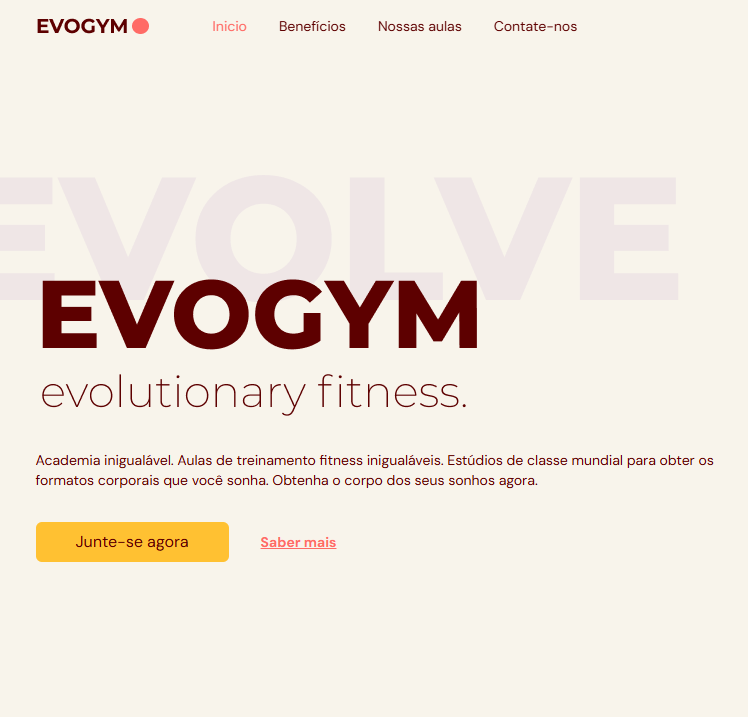 EVOGYM
Inicio Benefícios Nossas aulas Contate-nos
EVOLVE
EVOGYM
evolutionary fitness.
Academia inigualável. Aulas de treinamento fitness inigualáveis. Estúdios de classe mundial para obter os
formatos corporais que você sonha. Obtenha o corpo dos seus sonhos agora.
Junte-se agora
Saber mais